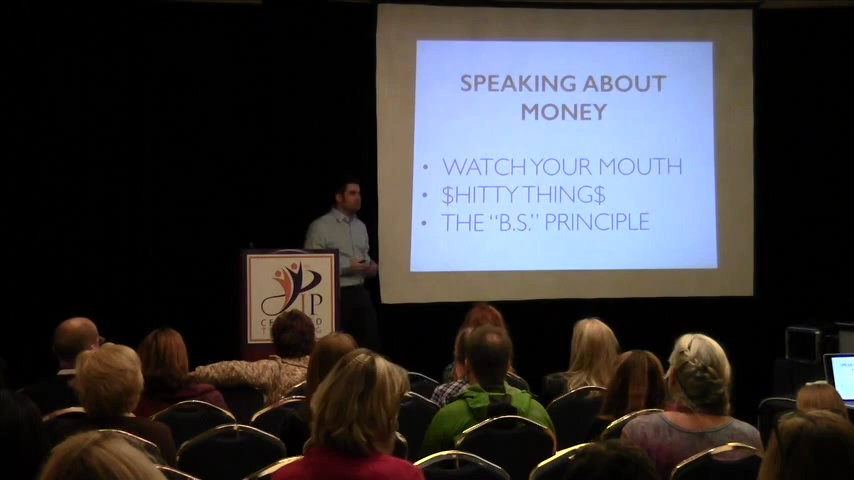 SPEAKING ABOUT
MONEY
• WATCH YOUR MOUTH
• $HITTY THING$
• THE "B.S." PRINCIPLE